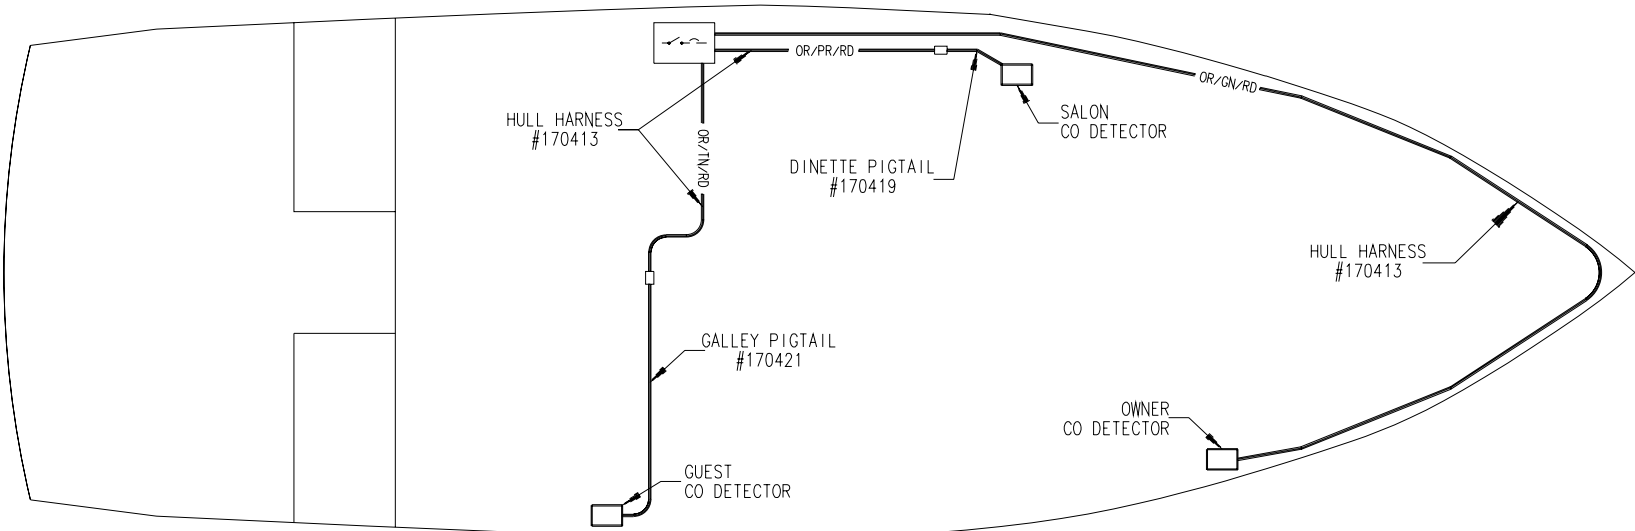 OR/PR/RD
OR/GN/RD
SALON
CO DETECTOR
HULL HARNESS
#170413
OR/TN/RD
DINETTE PIGTAIL
#170419
HULL HARNESS
#170413
GALLEY PIGTAIL
#170421
OWNER
CO DETECTOR
GUEST
CO DETECTOR